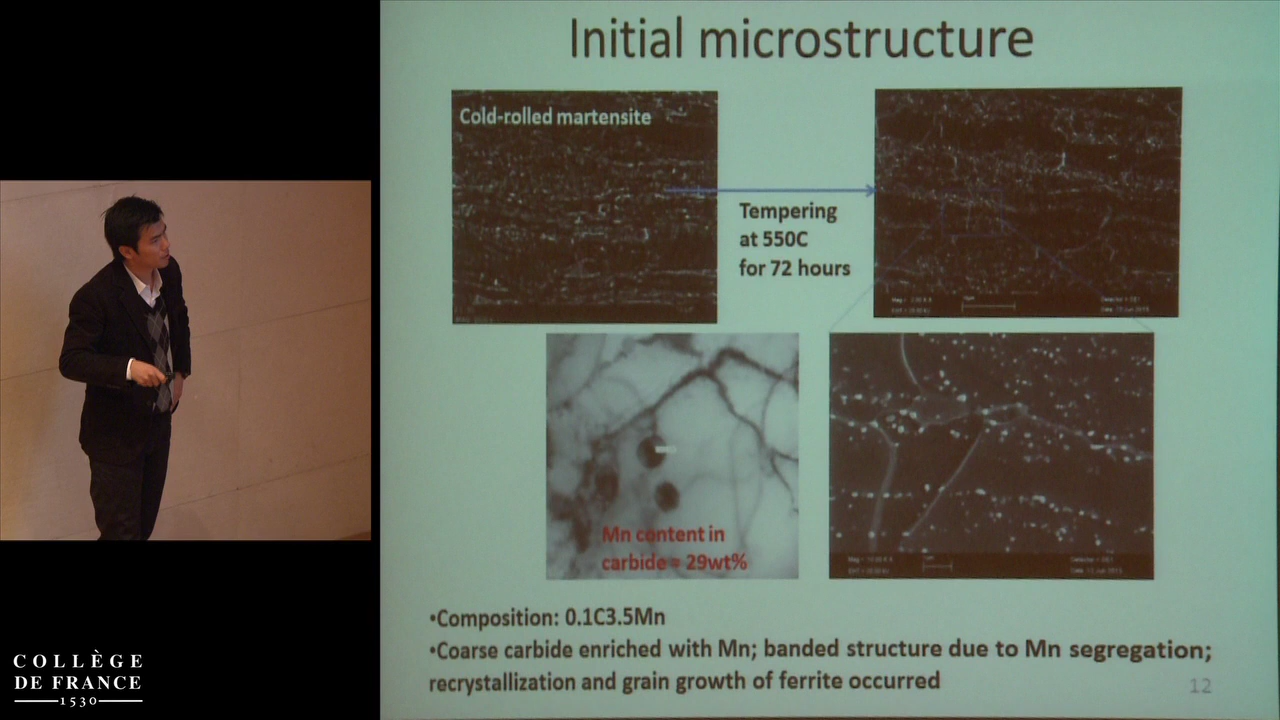 Initial microstructure
Cold-rolled martensite
Tempering
at 550C
for 72 hours
Mn content in
carbide = 29wt%
•Composition: 0.1C3.5Mn
•Coarse carbide enriched with Mn; banded structure due to Mn segregation;
recrystallization and grain growth of ferrite occurred
12
COLLÈGE
DE FRANCE
1530